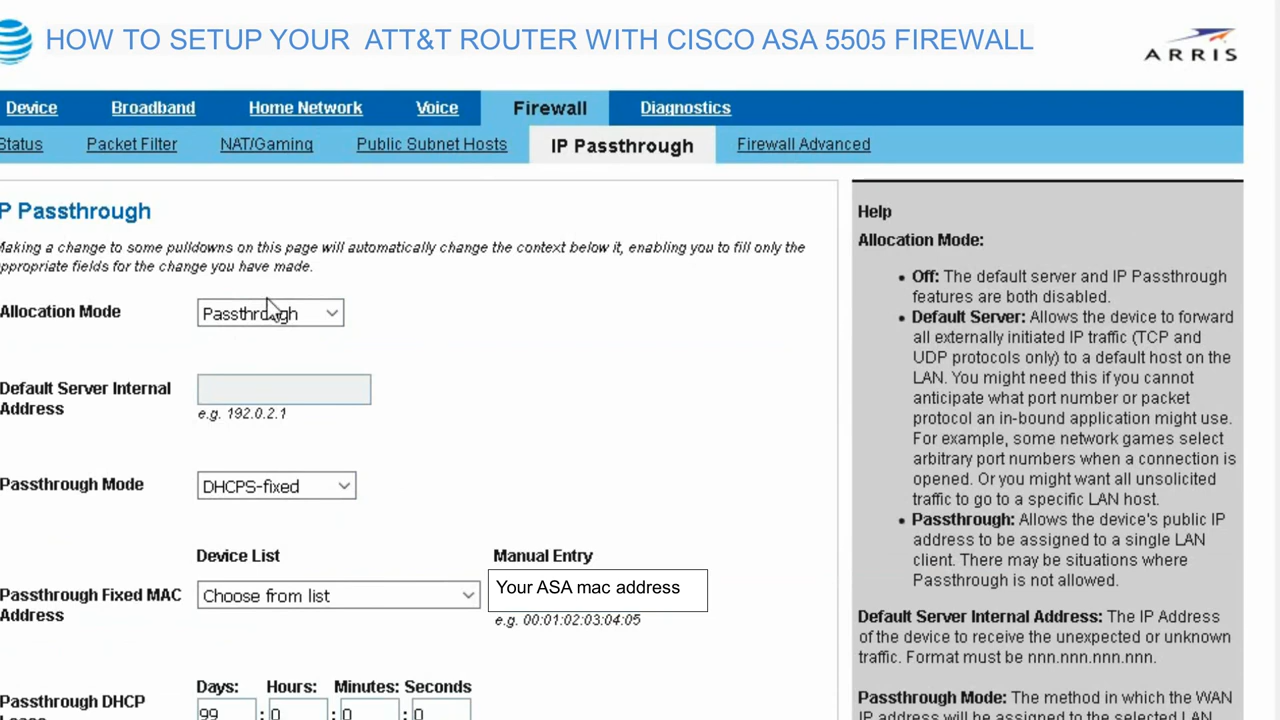 HOW TO SETUP YOUR ATT&T ROUTER WITH CISCO ASA 5505 FIREWALL
ARRIS
Device Broadband Home Network Voice Firewall Diagnostics
Status Packet Filter NAT/Gaming Public Subnet Hosts IP Passthrough Firewall Advanced
P Passthrough
Making a change to some pulldowns on this page will automatically change the context below it, enabling you to fill only the
ppropriate fields for the change you have made.
Allocation Mode
Passthrough
Default Server Internal
Address
e.g. 192.0.2.1
Passthrough Mode
DHCPS-fixed
Device List Manual Entry
Passthrough Fixed MAC
Address
Choose from list
Your ASA mac address
e.g. 00:01:02:03:04:05
Days: Hours: Minutes: Seconds
Passthrough DHCP
99 : 0 : 0 : 0
Help
Allocation Mode:
• Off: The default server and IP Passthrough
features are both disabled.
• Default Server: Allows the device to forward
all externally initiated IP traffic (TCP and
UDP protocols only) to a default host on the
LAN. You might need this if you cannot
anticipate what port number or packet
protocol an in-bound application might use.
For example, some network games select
arbitrary port numbers when a connection is
opened. Or you might want all unsolicited
traffic to go to a specific LAN host.
• Passthrough: Allows the device's public IP
address to be assigned to a single LAN
client. There may be situations where
Passthrough is not allowed.
Default Server Internal Address: The IP Address
of the device to receive the unexpected or unknown
traffic. Format must be nnn.nnn.nnn.nnn.
Passthrough Mode: The method in which the WAN
IP address will be assigned to the selected LAN